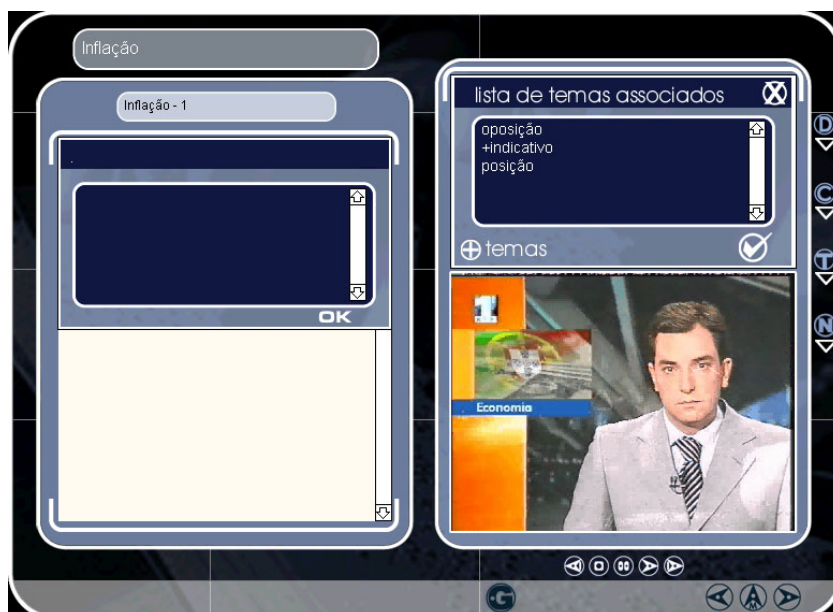 Inflação
Inflação - 1
.
OK
lista de temas associados
X
oposição
+indicativo
posição
temas
Economia
D
C
T
N
G
A
M